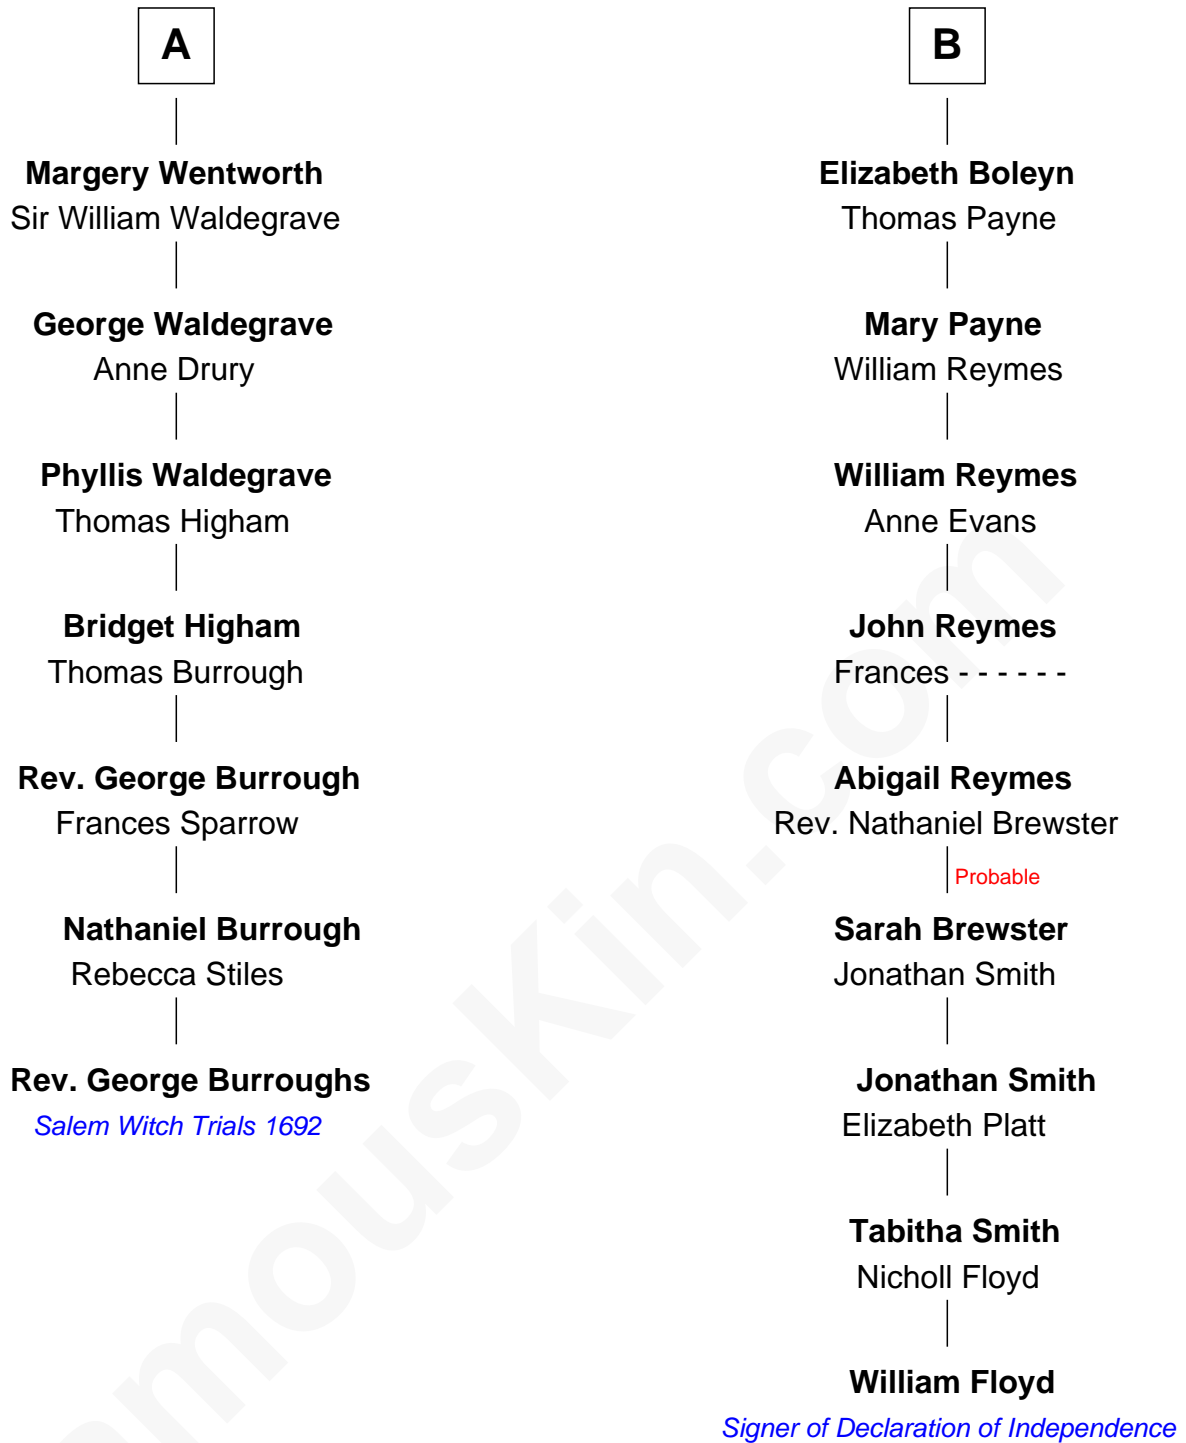 A
Margery Wentworth
Sir William Waldegrave
George Waldegrave
Anne Drury
Phyllis Waldegrave
Thomas Higham
Bridget Higham
Thomas Burrough
Rev. George Burrough
Frances Sparrow
Nathaniel Burrough
Rebecca Stiles
Rev. George Burroughs
Salem Witch Trials 1692
B
Elizabeth Boleyn
Thomas Payne
Mary Payne
William Reymes
William Reymes
Anne Evans
John Reymes
Frances - - - - - -
Abigail Reymes
Rev. Nathaniel Brewster
Probable
Sarah Brewster
Jonathan Smith
Jonathan Smith
Elizabeth Platt
Tabitha Smith
Nicholl Floyd
William Floyd
Signer of Declaration of Independence
amousKin.com